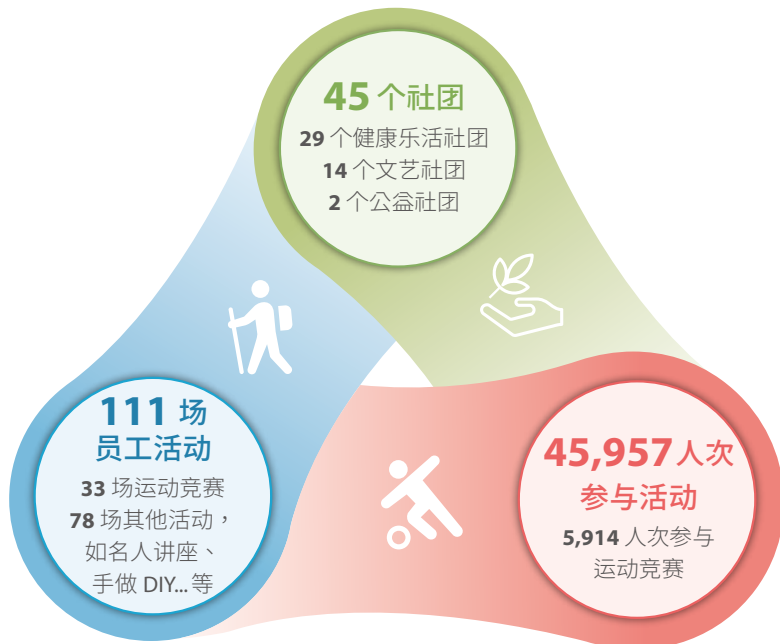 45 个社团
29 个健康乐活社团
14 个文艺社团
2 个公益社团
111 场
员工活动
33 场运动竞赛
78 场其他活动，
如名人讲座、
手做 DIY... 等
45,957 人次
参与活动
5,914 人次参与
运动竞赛